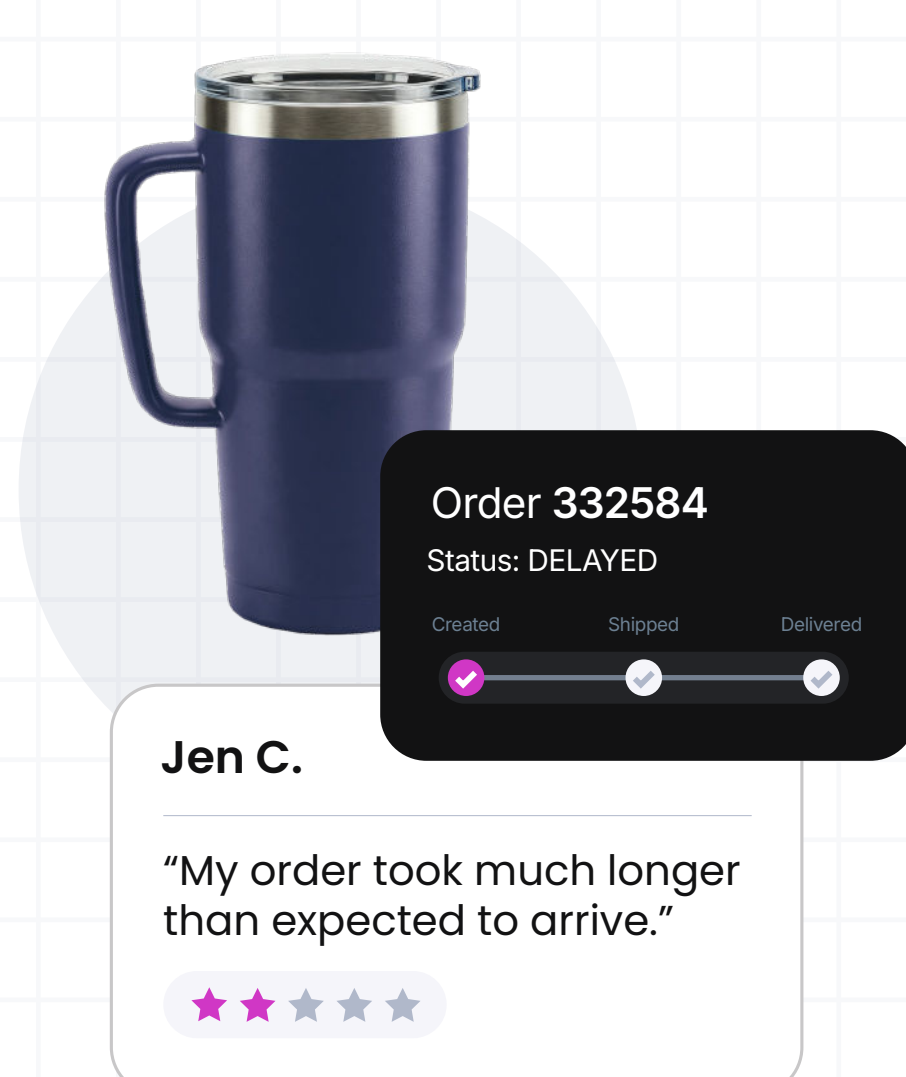 Order 332584
Status: DELAYED
Created Shipped Delivered
Jen C.
“My order took much longer
than expected to arrive.”